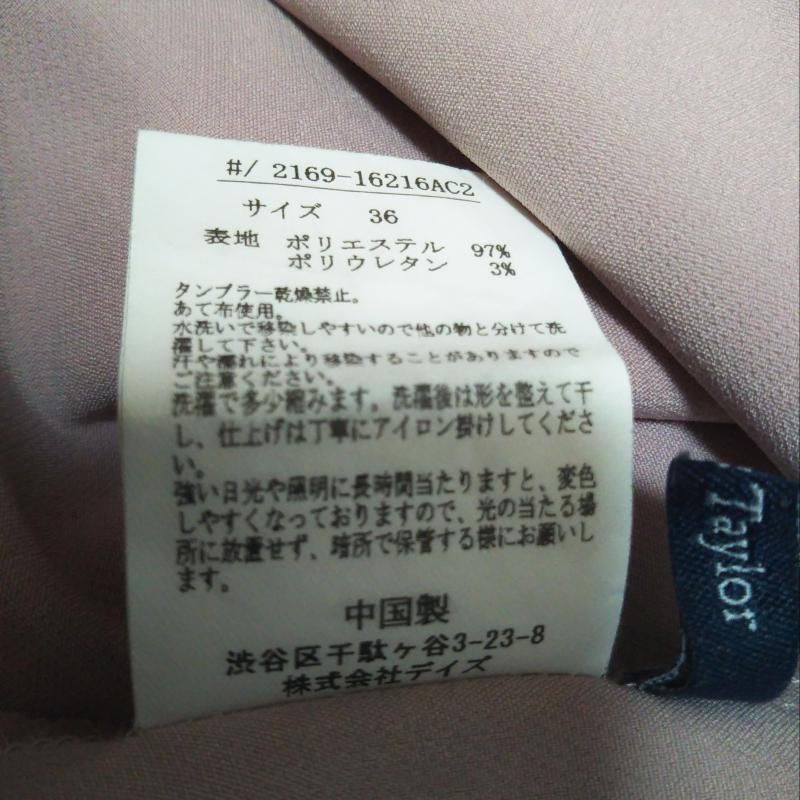 #/ 2169-16216AC2
サイズ 36
表地 ポリエステル 97%
ポリウレタン 3%
タンブラー乾燥禁止。
あて布使用。
水洗いで移染しやすいので他の物と分けて洗
濯して下さい。
汗や濡れにより移染することがありますので
ご注意ください。
洗濯で多少縮みます。洗濯後は形を整えて干
し、仕上げは丁寧にアイロン掛けしてくださ
い。
強い日光や照明に長時間当たりますと、変色
しやすくなっておりますので、光の当たる場
所に放置せず、暗所で保管する様にお願いし
ます。
中国製
渋谷区千駄ヶ谷3-23-8
株式会社デイズ
Taylor